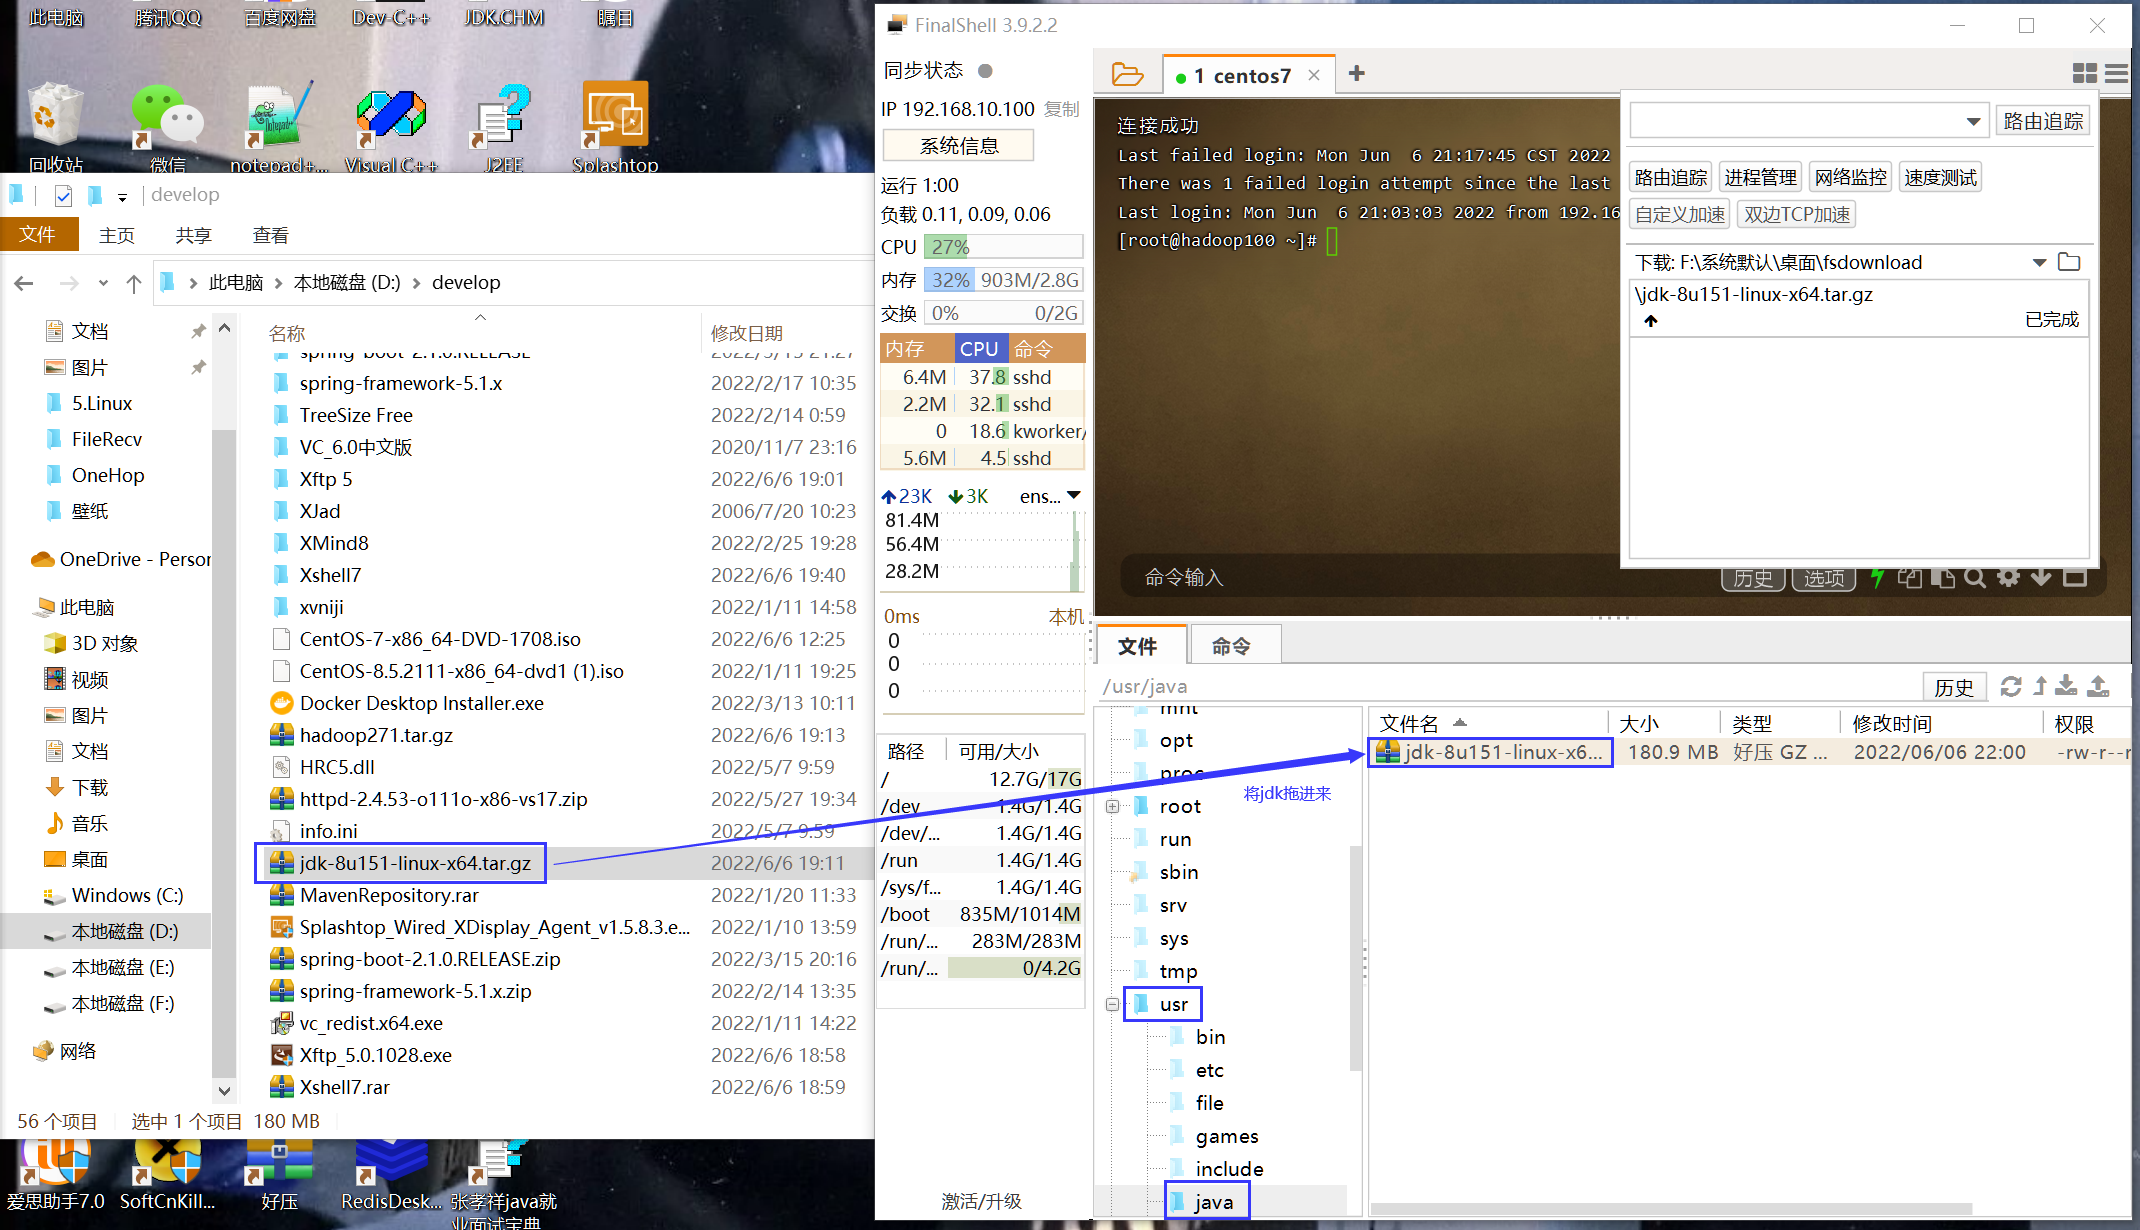 此电脑
腾讯QQ
百度网盘
Dev-C++
JDK.CHM
瞩目
回收站
微信
notepad+...
Visual C++
J2EE
Splashtop
develop
文件
主页
共享
查看
此电脑 > 本地磁盘 (D:) > develop
文档
图片
5.Linux
FileRecv
OneHop
壁纸
OneDrive - Person
此电脑
3D 对象
视频
图片
文档
下载
音乐
桌面
Windows (C:)
本地磁盘 (D:)
本地磁盘 (E:)
本地磁盘 (F:)
网络
名称 修改日期
spring-boot-2.1.0.RELEASE 2022/3/15 21:27
spring-framework-5.1.x 2022/2/17 10:35
TreeSize Free 2022/2/14 0:59
VC_6.0中文版 2020/11/7 23:16
Xftp 5 2022/6/6 19:01
XJad 2006/7/20 10:23
XMind8 2022/2/25 19:28
Xshell7 2022/6/6 19:40
xvniji 2022/1/11 14:58
CentOS-7-x86_64-DVD-1708.iso 2022/6/6 12:25
CentOS-8.5.2111-x86_64-dvd1 (1).iso 2022/1/11 19:25
Docker Desktop Installer.exe 2022/3/13 10:11
hadoop271.tar.gz 2022/6/6 19:13
HRC5.dll 2022/5/7 9:59
httpd-2.4.53-o111o-x86-vs17.zip 2022/5/27 19:34
info.ini 2022/5/7 9:59
jdk-8u151-linux-x64.tar.gz 2022/6/6 19:11
MavenRepository.rar 2022/1/20 11:33
Splashtop_Wired_XDisplay_Agent_v1.5.8.3.e... 2022/1/10 13:59
spring-boot-2.1.0.RELEASE.zip 2022/3/15 20:16
spring-framework-5.1.x.zip 2022/2/14 13:35
vc_redist.x64.exe 2022/1/11 14:22
Xftp_5.0.1028.exe 2022/6/6 18:58
Xshell7.rar 2022/6/6 18:59
56 个项目 选中 1 个项目 180 MB
爱思助手7.0
SoftCnKill...
好压
RedisDesk...
张孝祥java就
业面试宝典
FinalShell 3.9.2.2
同步状态
IP 192.168.10.100 复制
系统信息
运行 1:00
负载 0.11, 0.09, 0.06
CPU 27%
内存 32% 903M/2.8G
交换 0% 0/2G
内存 CPU 命令
6.4M 37.8 sshd
2.2M 32.1 sshd
0 18.6 kworker/
5.6M 4.5 sshd
23K 3K ens...
81.4M
56.4M
28.2M
0ms 本机
0
0
0
路径 可用/大小
/ 12.7G/17G
/dev 1.4G/1.4G
/dev/... 1.4G/1.4G
/run 1.4G/1.4G
/sys/f... 1.4G/1.4G
/boot 835M/1014M
/run/... 283M/283M
/run/... 0/4.2G
激活/升级
1 centos7
连接成功
Last failed login: Mon Jun  6 21:17:45 CST 2022
There was 1 failed login attempt since the last
Last login: Mon Jun  6 21:03:03 2022 from 192.16
[root@hadoop100 ~]#
命令输入
历史
选项
路由追踪
路由追踪 进程管理 网络监控 速度测试
自定义加速 双边TCP加速
下载: F:\系统默认\桌面\fsdownload
\jdk-8u151-linux-x64.tar.gz
已完成
文件
命令
/usr/java
历史
mnt
opt
proc
root
run
sbin
srv
sys
tmp
usr
bin
etc
file
games
include
java
文件名 大小 类型 修改时间 权限
jdk-8u151-linux-x6... 180.9 MB 好压 GZ ... 2022/06/06 22:00 -rw-r--r
将jdk拖进来